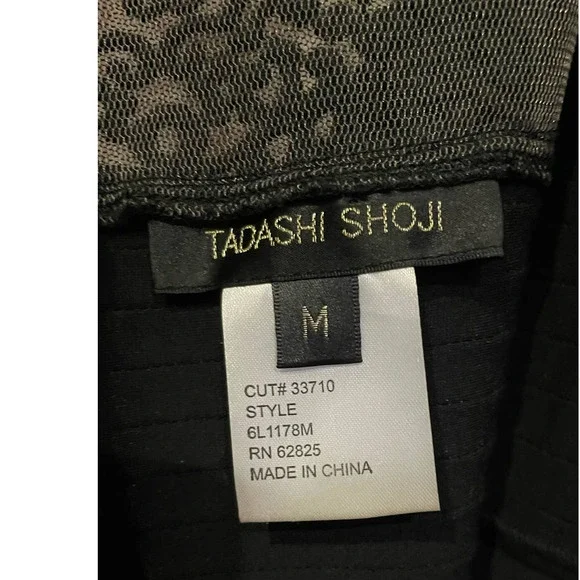 TADASHI SHOJI
M
CUT# 33710
STYLE
6L1178M
RN 62825
MADE IN CHINA